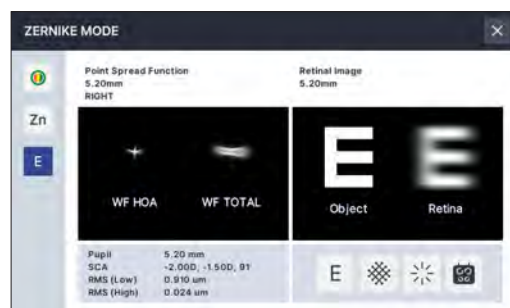 ZERNIKE MODE
Point Spread Function
5.20mm
RIGHT
Retinal Image
5.20mm
Zn
E
WF HOA
WF TOTAL
E
E
Object
Retina
Pupil 5.20 mm
SCA -2.00D, -1.50D, 91
RMS (Low) 0.910 um
RMS (High) 0.024 um
E